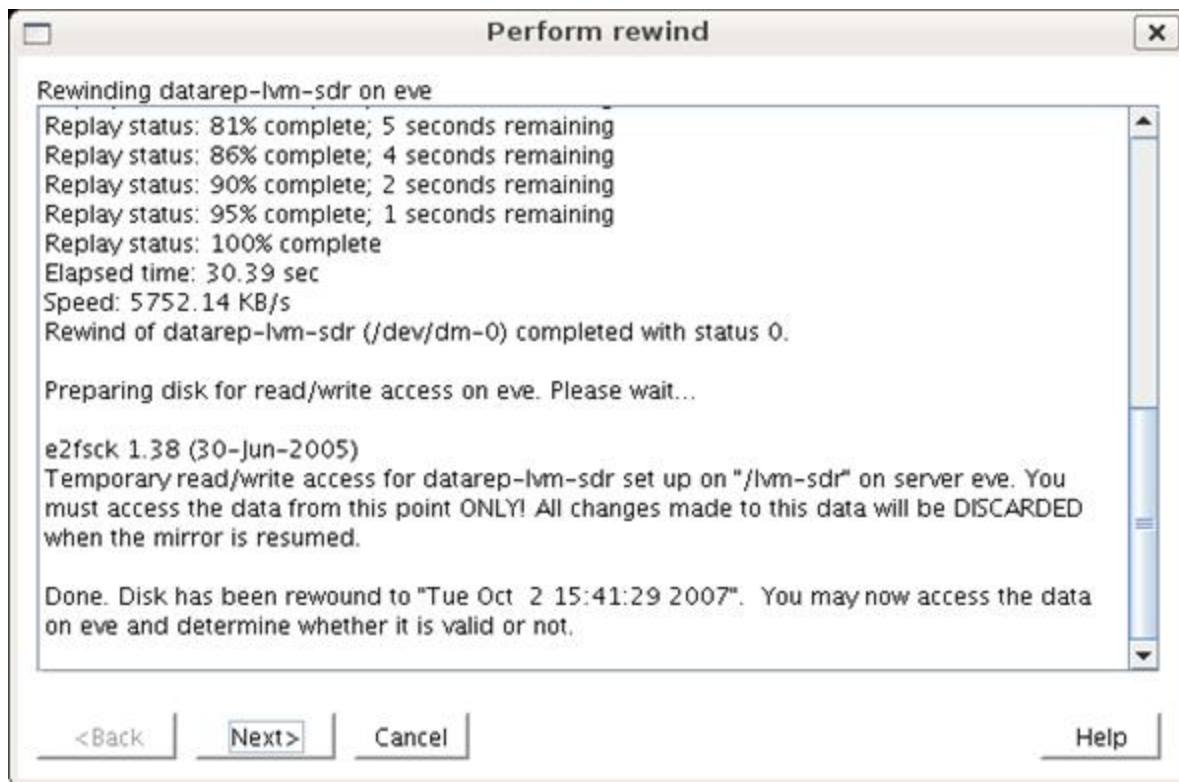 Perform rewind
Rewinding datarep-lvm-sdr on eve
Replay status: 81% complete; 5 seconds remaining
Replay status: 86% complete; 4 seconds remaining
Replay status: 90% complete; 2 seconds remaining
Replay status: 95% complete; 1 seconds remaining
Replay status: 100% complete
Elapsed time: 30.39 sec
Speed: 5752.14 KB/s
Rewind of datarep-lvm-sdr (/dev/dm-0) completed with status 0.
Preparing disk for read/write access on eve. Please wait...
e2fsck 1.38 (30-Jun-2005)
Temporary read/write access for datarep-lvm-sdr set up on "/lvm-sdr" on server eve. You
must access the data from this point ONLY! All changes made to this data will be DISCARDED
when the mirror is resumed.
Done. Disk has been rewound to "Tue Oct  2 15:41:29 2007".  You may now access the data
on eve and determine whether it is valid or not.
<Back Next> Cancel Help